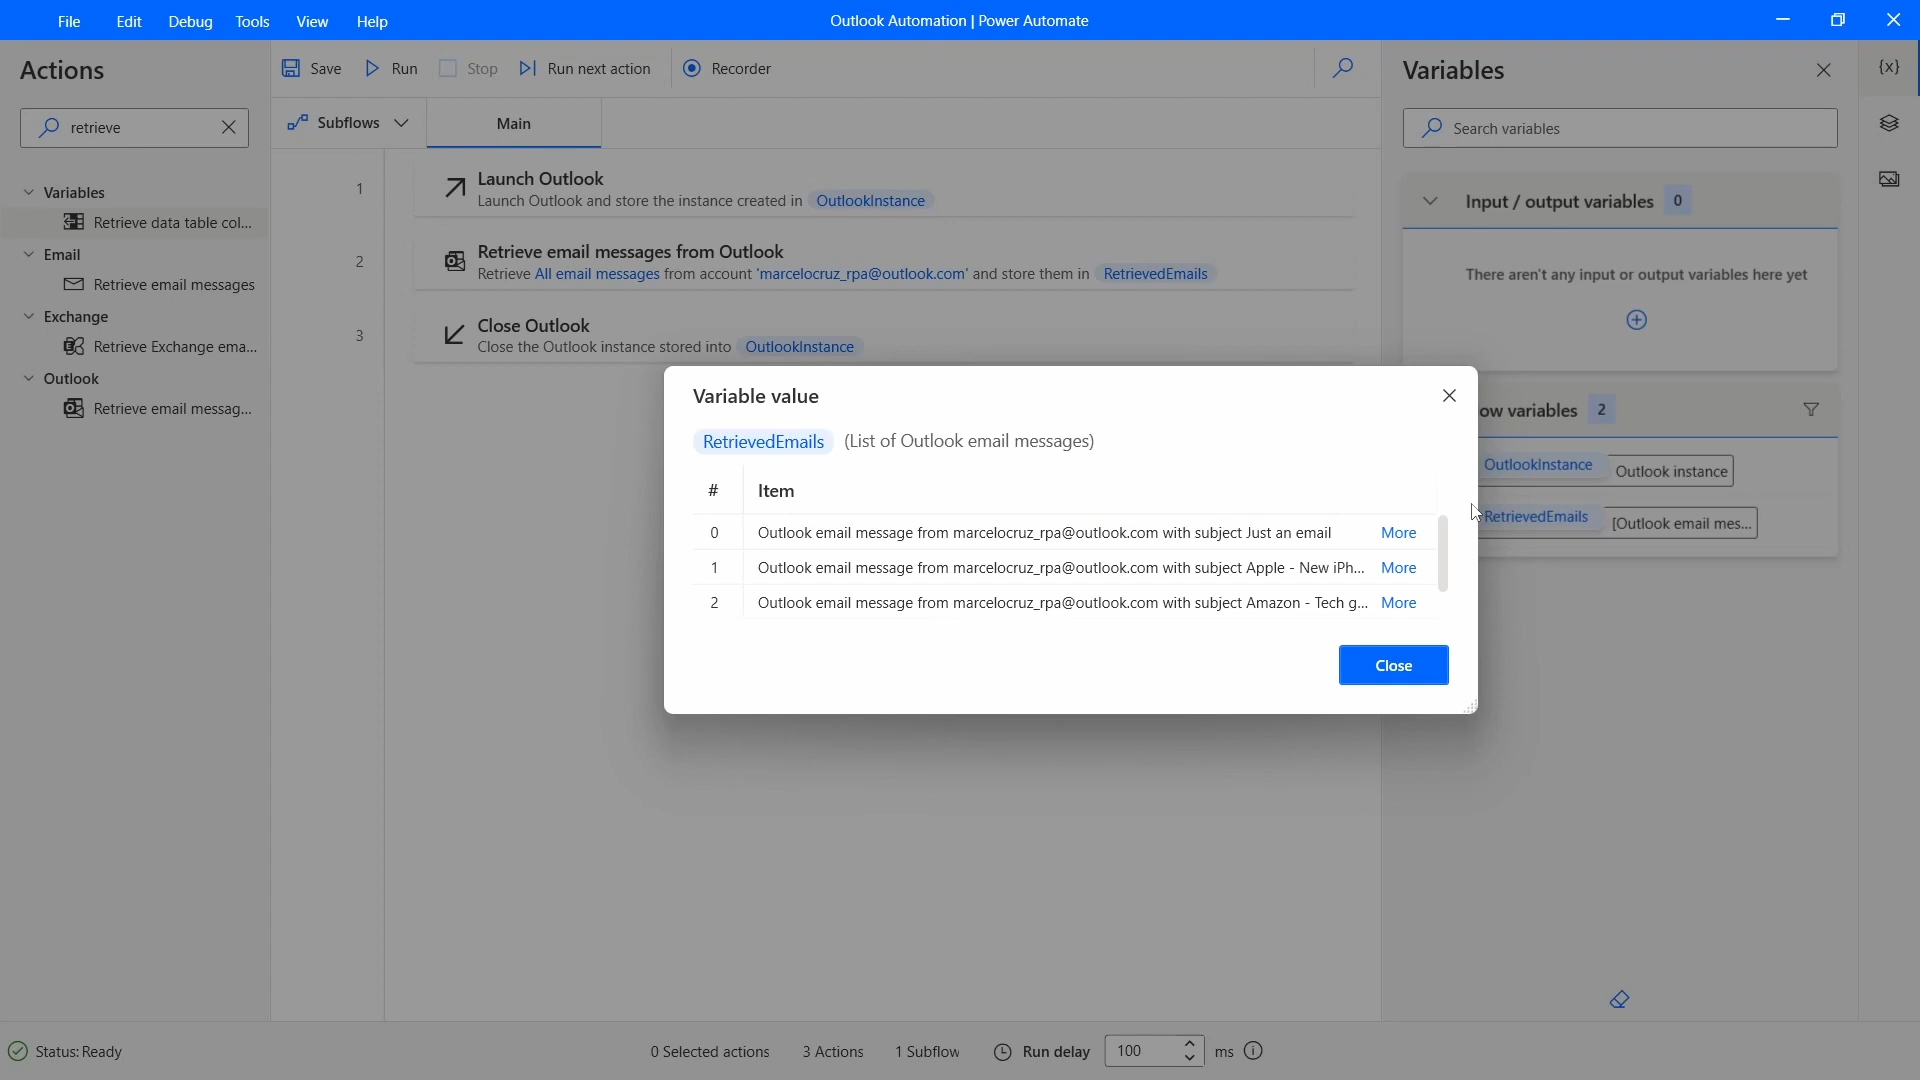 File Edit Debug Tools View Help
Outlook Automation | Power Automate
Actions
retrieve
Variables
Retrieve data table col...
Email
Retrieve email messages
Exchange
Retrieve Exchange ema...
Outlook
Retrieve email messag...
Save Run Stop Run next action Recorder
Subflows Main
1
Launch Outlook
Launch Outlook and store the instance created in OutlookInstance
2
Retrieve email messages from Outlook
Retrieve All email messages from account 'marcelocruz_rpa@outlook.com' and store them in RetrievedEmails
3
Close Outlook
Close the Outlook instance stored into OutlookInstance
Variable value
RetrievedEmails (List of Outlook email messages)
# Item
0 Outlook email message from marcelocruz_rpa@outlook.com with subject Just an email More
1 Outlook email message from marcelocruz_rpa@outlook.com with subject Apple - New iPh... More
2 Outlook email message from marcelocruz_rpa@outlook.com with subject Amazon - Tech g... More
Close
Variables
{x}
Search variables
Input / output variables 0
There aren't any input or output variables here yet
ow variables 2
OutlookInstance Outlook instance
RetrievedEmails [Outlook email mes...
Status: Ready
0 Selected actions 3 Actions 1 Subflow Run delay 100 ms